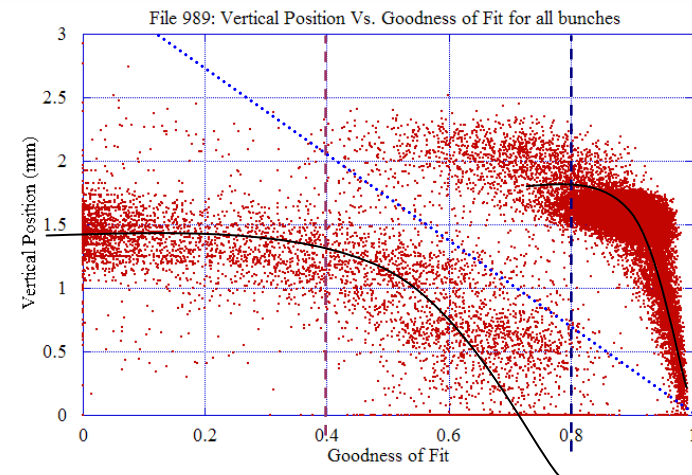 File 989: Vertical Position Vs. Goodness of Fit for all bunches
3
2.5
2
1.5
1
0.5
0
Vertical Position (mm)
0 0.2 0.4 0.6 0.8 1
Goodness of Fit